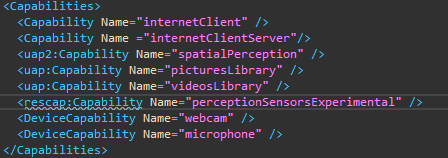 <Capabilities>
<Capability Name="internetClient" />
<Capability Name ="internetClientServer"/>
<uap2:Capability Name="spatialPerception" />
<uap:Capability Name="picturesLibrary" />
<uap:Capability Name="videosLibrary" />
<rescap:Capability Name="perceptionSensorsExperimental" />
<DeviceCapability Name="webcam" />
<DeviceCapability Name="microphone" />
</Capabilities>